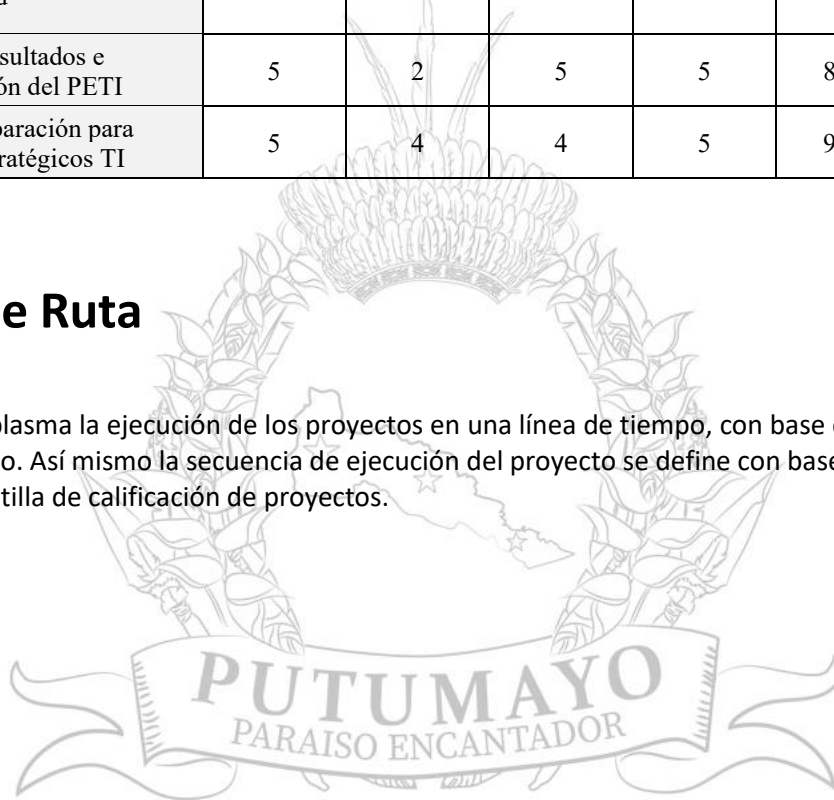 sultados e
ón del PETI 5 2 5 5 8
paración para
ratégicos TI 5 4 4 5 9
e Ruta
plasma la ejecución de los proyectos en una línea de tiempo, con base
o. Así mismo la secuencia de ejecución del proyecto se define con base
tilla de calificación de proyectos.
PUTUMAYO
PARAISO ENCANTADOR